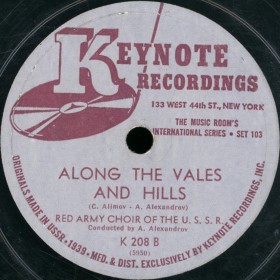 KEYNOTE
RECORDINGS
133 WEST 44th ST., NEW YORK
THE MUSIC ROOM'S
INTERNATIONAL SERIES • SET 103
ALONG THE VALES
AND HILLS
(C. Alimov - A. Alexandrov)
RED ARMY CHOIR OF THE U. S. S. R.
Conducted by A. Alexandrov
K 208 B
(3980)
ORIGINALS MADE IN USSR • 1939 • MFD. & DIST. EXCLUSIVELY BY KEYNOTE RECORDINGS, INC.